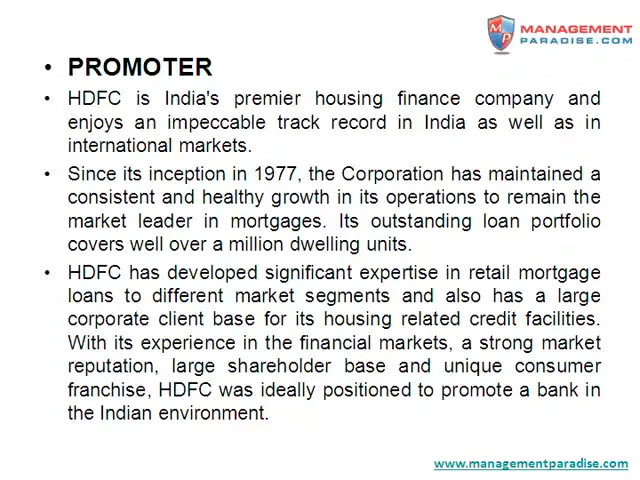 MANAGEMENT
PARADISE.COM
• PROMOTER
• HDFC is India's premier housing finance company and
enjoys an impeccable track record in India as well as in
international markets.
• Since its inception in 1977, the Corporation has maintained a
consistent and healthy growth in its operations to remain the
market leader in mortgages. Its outstanding loan portfolio
covers well over a million dwelling units.
• HDFC has developed significant expertise in retail mortgage
loans to different market segments and also has a large
corporate client base for its housing related credit facilities.
With its experience in the financial markets, a strong market
reputation, large shareholder base and unique consumer
franchise, HDFC was ideally positioned to promote a bank in
the Indian environment.
www.managementparadise.com